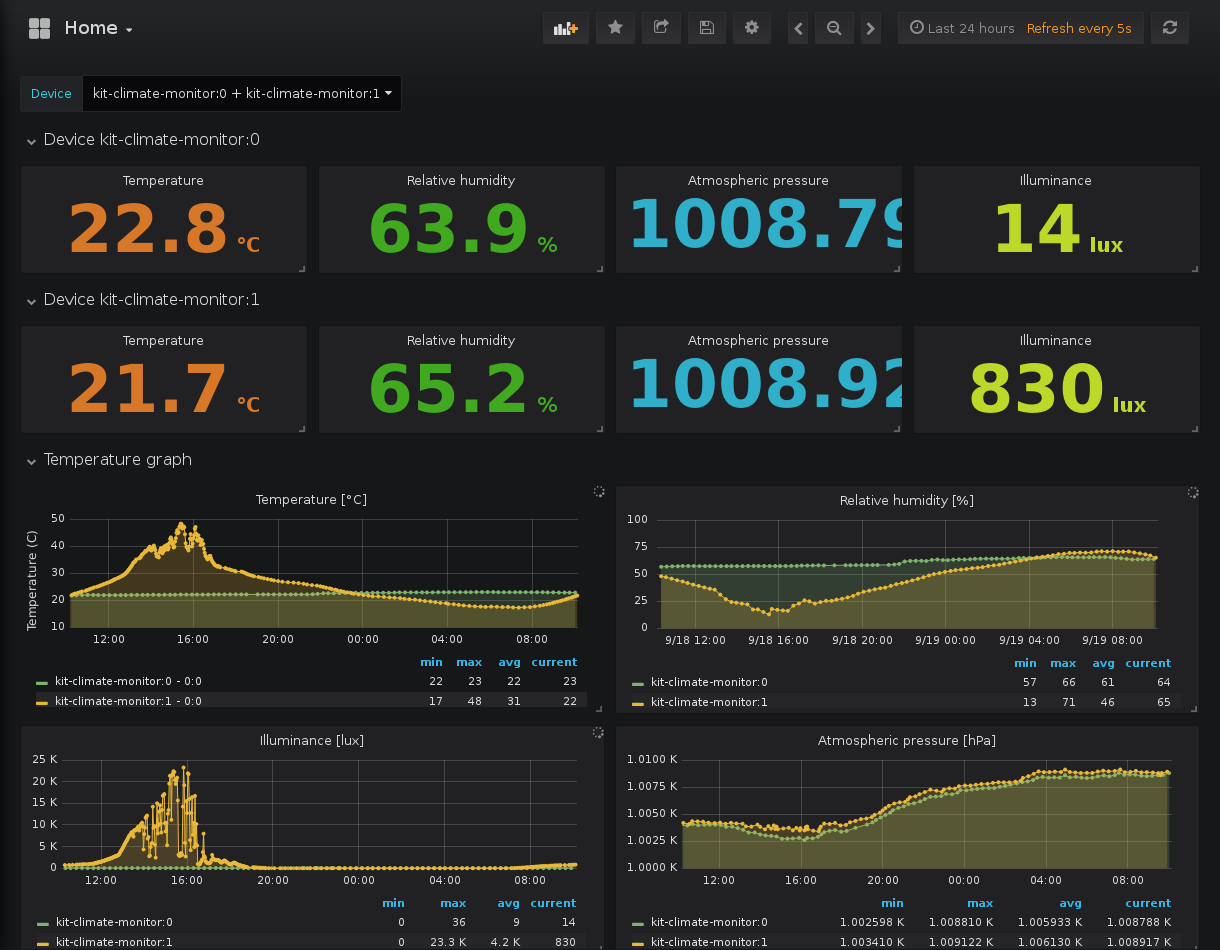 Home
Last 24 hours Refresh every 5s
Device kit-climate-monitor:0 + kit-climate-monitor:1
Device kit-climate-monitor:0
Temperature Relative humidity Atmospheric pressure Illuminance
22.8 °C 63.9 % 1008.79 14 lux
Device kit-climate-monitor:1
Temperature Relative humidity Atmospheric pressure Illuminance
21.7 °C 65.2 % 1008.92 830 lux
Temperature graph
Temperature [°C]
Temperature (C)
50
40
30
20
10
12:00 16:00 20:00 00:00 04:00 08:00
min max avg current
kit-climate-monitor:0 - 0:0 22 23 22 23
kit-climate-monitor:1 - 0:0 17 48 31 22
Relative humidity [%]
100
75
50
25
0
9/18 12:00 9/18 16:00 9/18 20:00 9/19 00:00 9/19 04:00 9/19 08:00
min max avg current
kit-climate-monitor:0 57 66 61 64
kit-climate-monitor:1 13 71 46 65
Illuminance [lux]
25 K
20 K
15 K
10 K
5 K
0
12:00 16:00 20:00 00:00 04:00 08:00
min max avg current
kit-climate-monitor:0 0 36 9 14
kit-climate-monitor:1 0 23.3 K 4.2 K 830
Atmospheric pressure [hPa]
1.0100 K
1.0075 K
1.0050 K
1.0025 K
1.0000 K
12:00 16:00 20:00 00:00 04:00 08:00
min max avg current
kit-climate-monitor:0 1.002598 K 1.008810 K 1.005933 K 1.008788 K
kit-climate-monitor:1 1.003410 K 1.009122 K 1.006130 K 1.008917 K